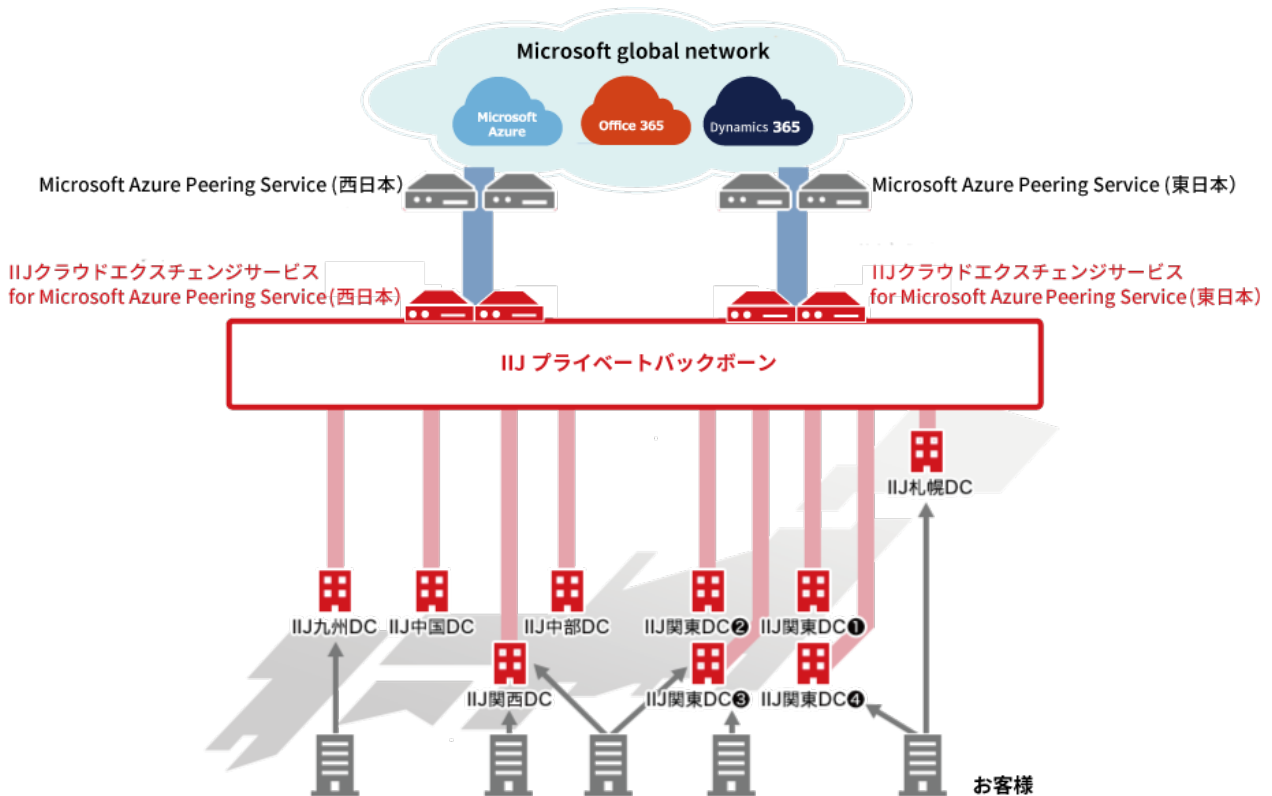 Microsoft global network
Microsoft
Azure
Office 365
Dynamics 365
Microsoft Azure Peering Service (西日本)
Microsoft Azure Peering Service (東日本)
IIJクラウドエクスチェンジサービス
for Microsoft Azure Peering Service (西日本)
IIJクラウドエクスチェンジサービス
for Microsoft Azure Peering Service (東日本)
IIJ プライベートバックボーン
IIJ札幌DC
IIJ九州DC
IIJ中国DC
IIJ中部DC
IIJ関東DC❷
IIJ関東DC❶
IIJ関西DC
IIJ関東DC❸
IIJ関東DC❹
お客様